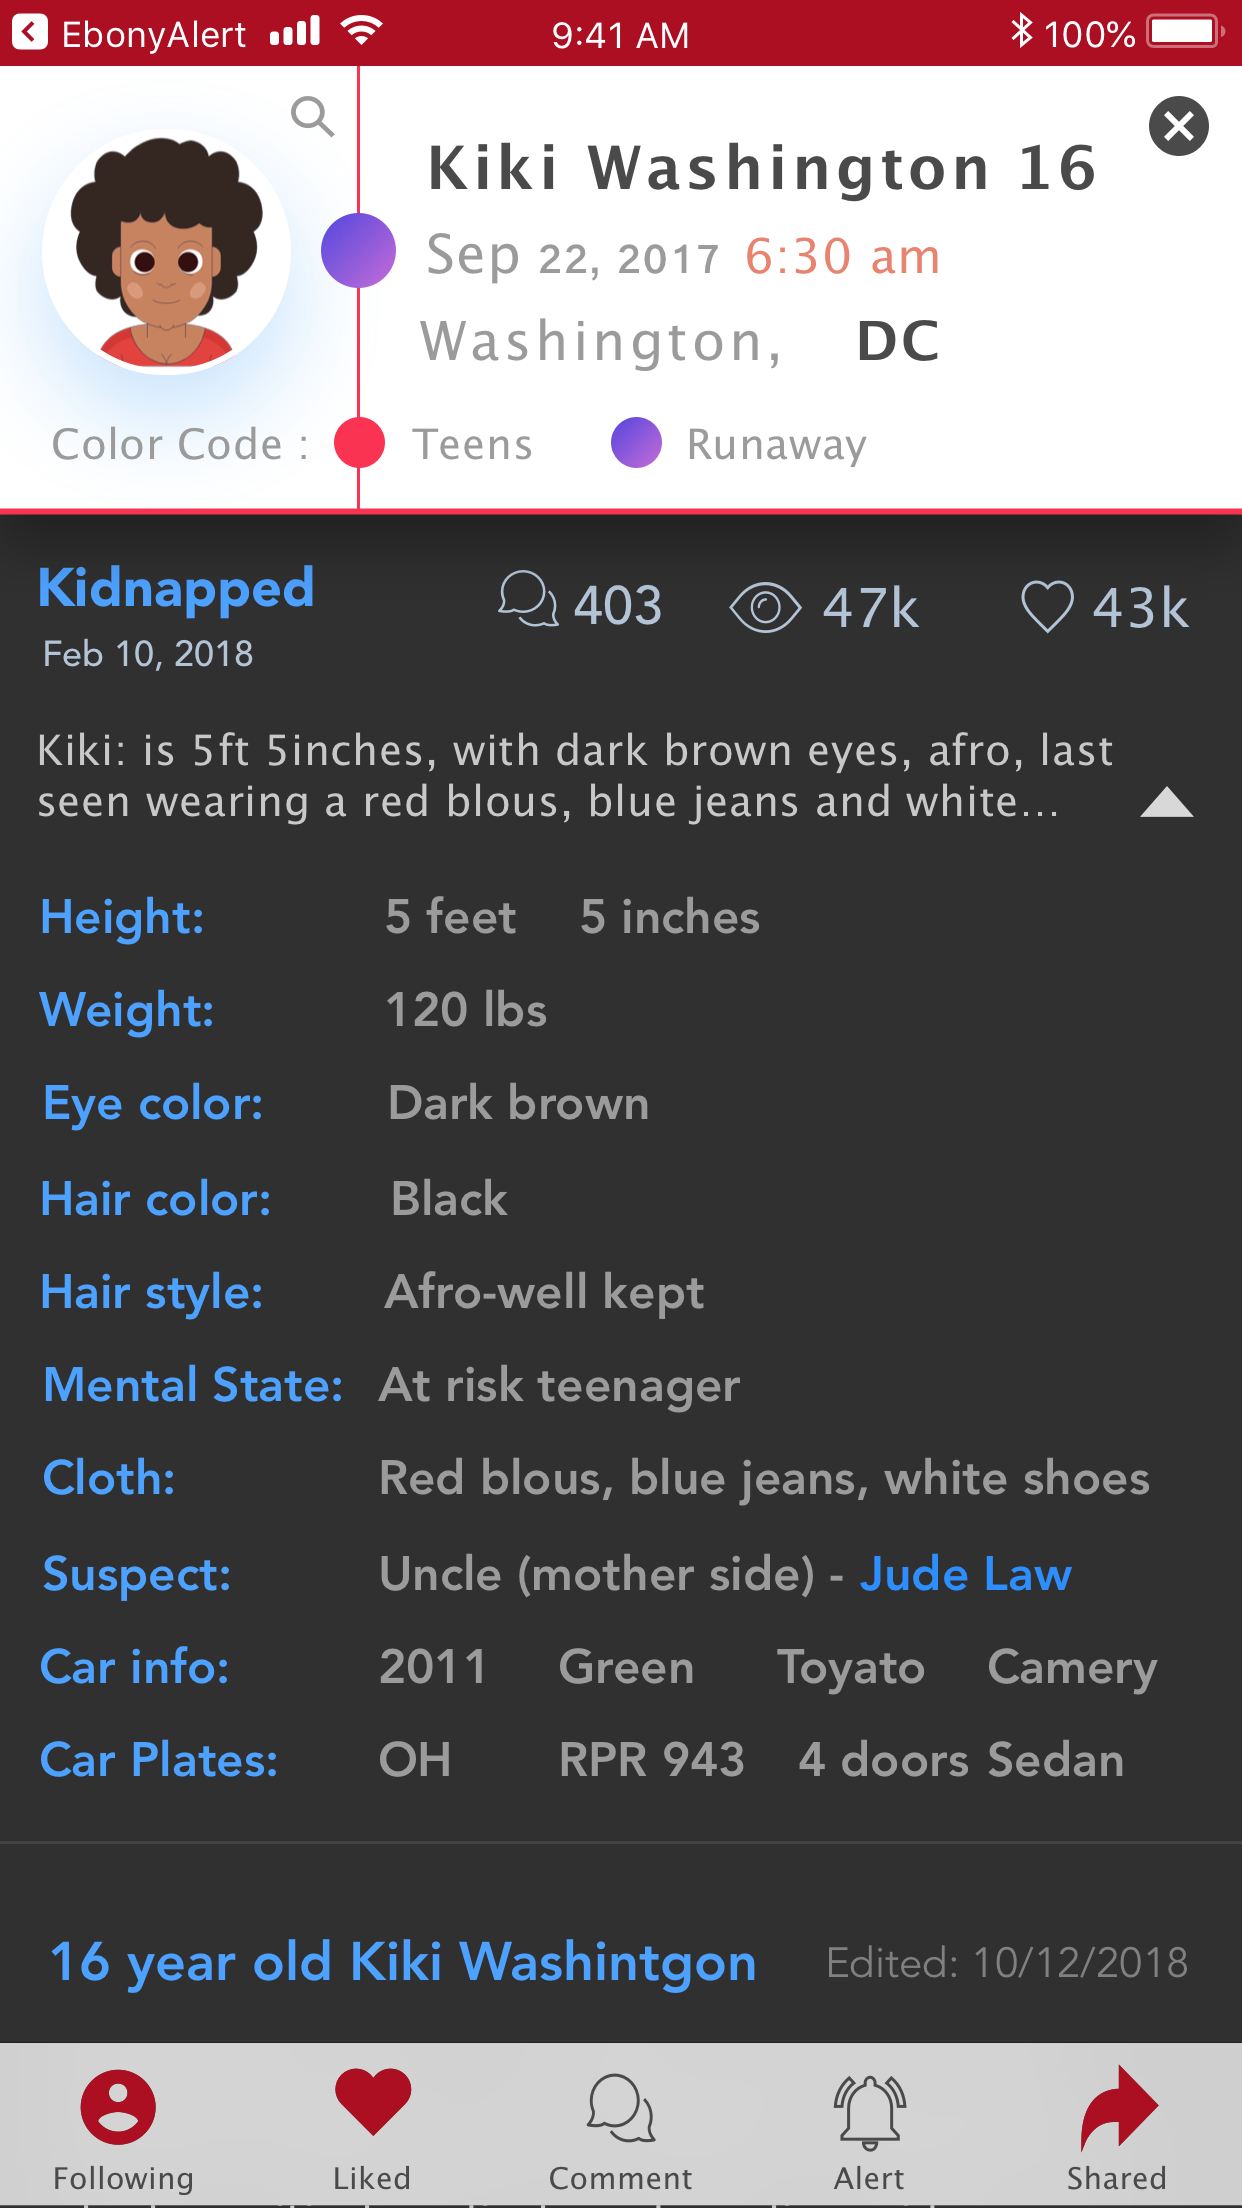 EbonyAlert 9:41 AM 100%
Kiki Washington 16
Sep 22, 2017 6:30 am
Washington, DC
Color Code : Teens Runaway
Kidnapped 403 47k 43k
Feb 10, 2018
Kiki: is 5ft 5inches, with dark brown eyes, afro, last
seen wearing a red blous, blue jeans and white...
Height: 5 feet 5 inches
Weight: 120 lbs
Eye color: Dark brown
Hair color: Black
Hair style: Afro-well kept
Mental State: At risk teenager
Cloth: Red blous, blue jeans, white shoes
Suspect: Uncle (mother side) - Jude Law
Car info: 2011 Green Toyato Camery
Car Plates: OH RPR 943 4 doors Sedan
16 year old Kiki Washintgon Edited: 10/12/2018
Following Liked Comment Alert Shared